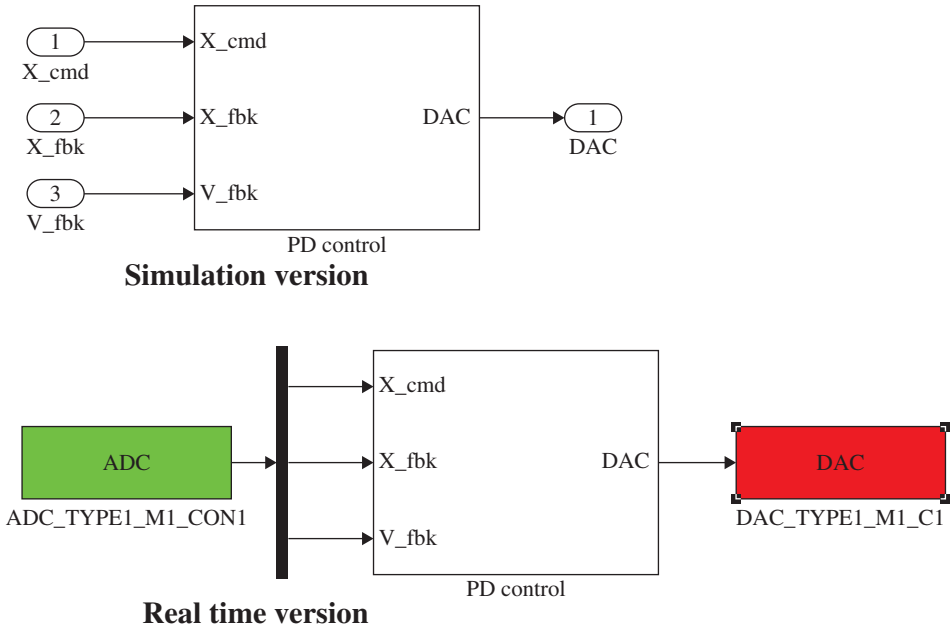 1
X_cmd
X_cmd
2
X_fbk
X_fbk
DAC
1
DAC
3
V_fbk
V_fbk
PD control
Simulation version
X_cmd
ADC
X_fbk
DAC
DAC
ADC_TYPE1_M1_CON1
DAC_TYPE1_M1_C1
V_fbk
PD control
Real time version